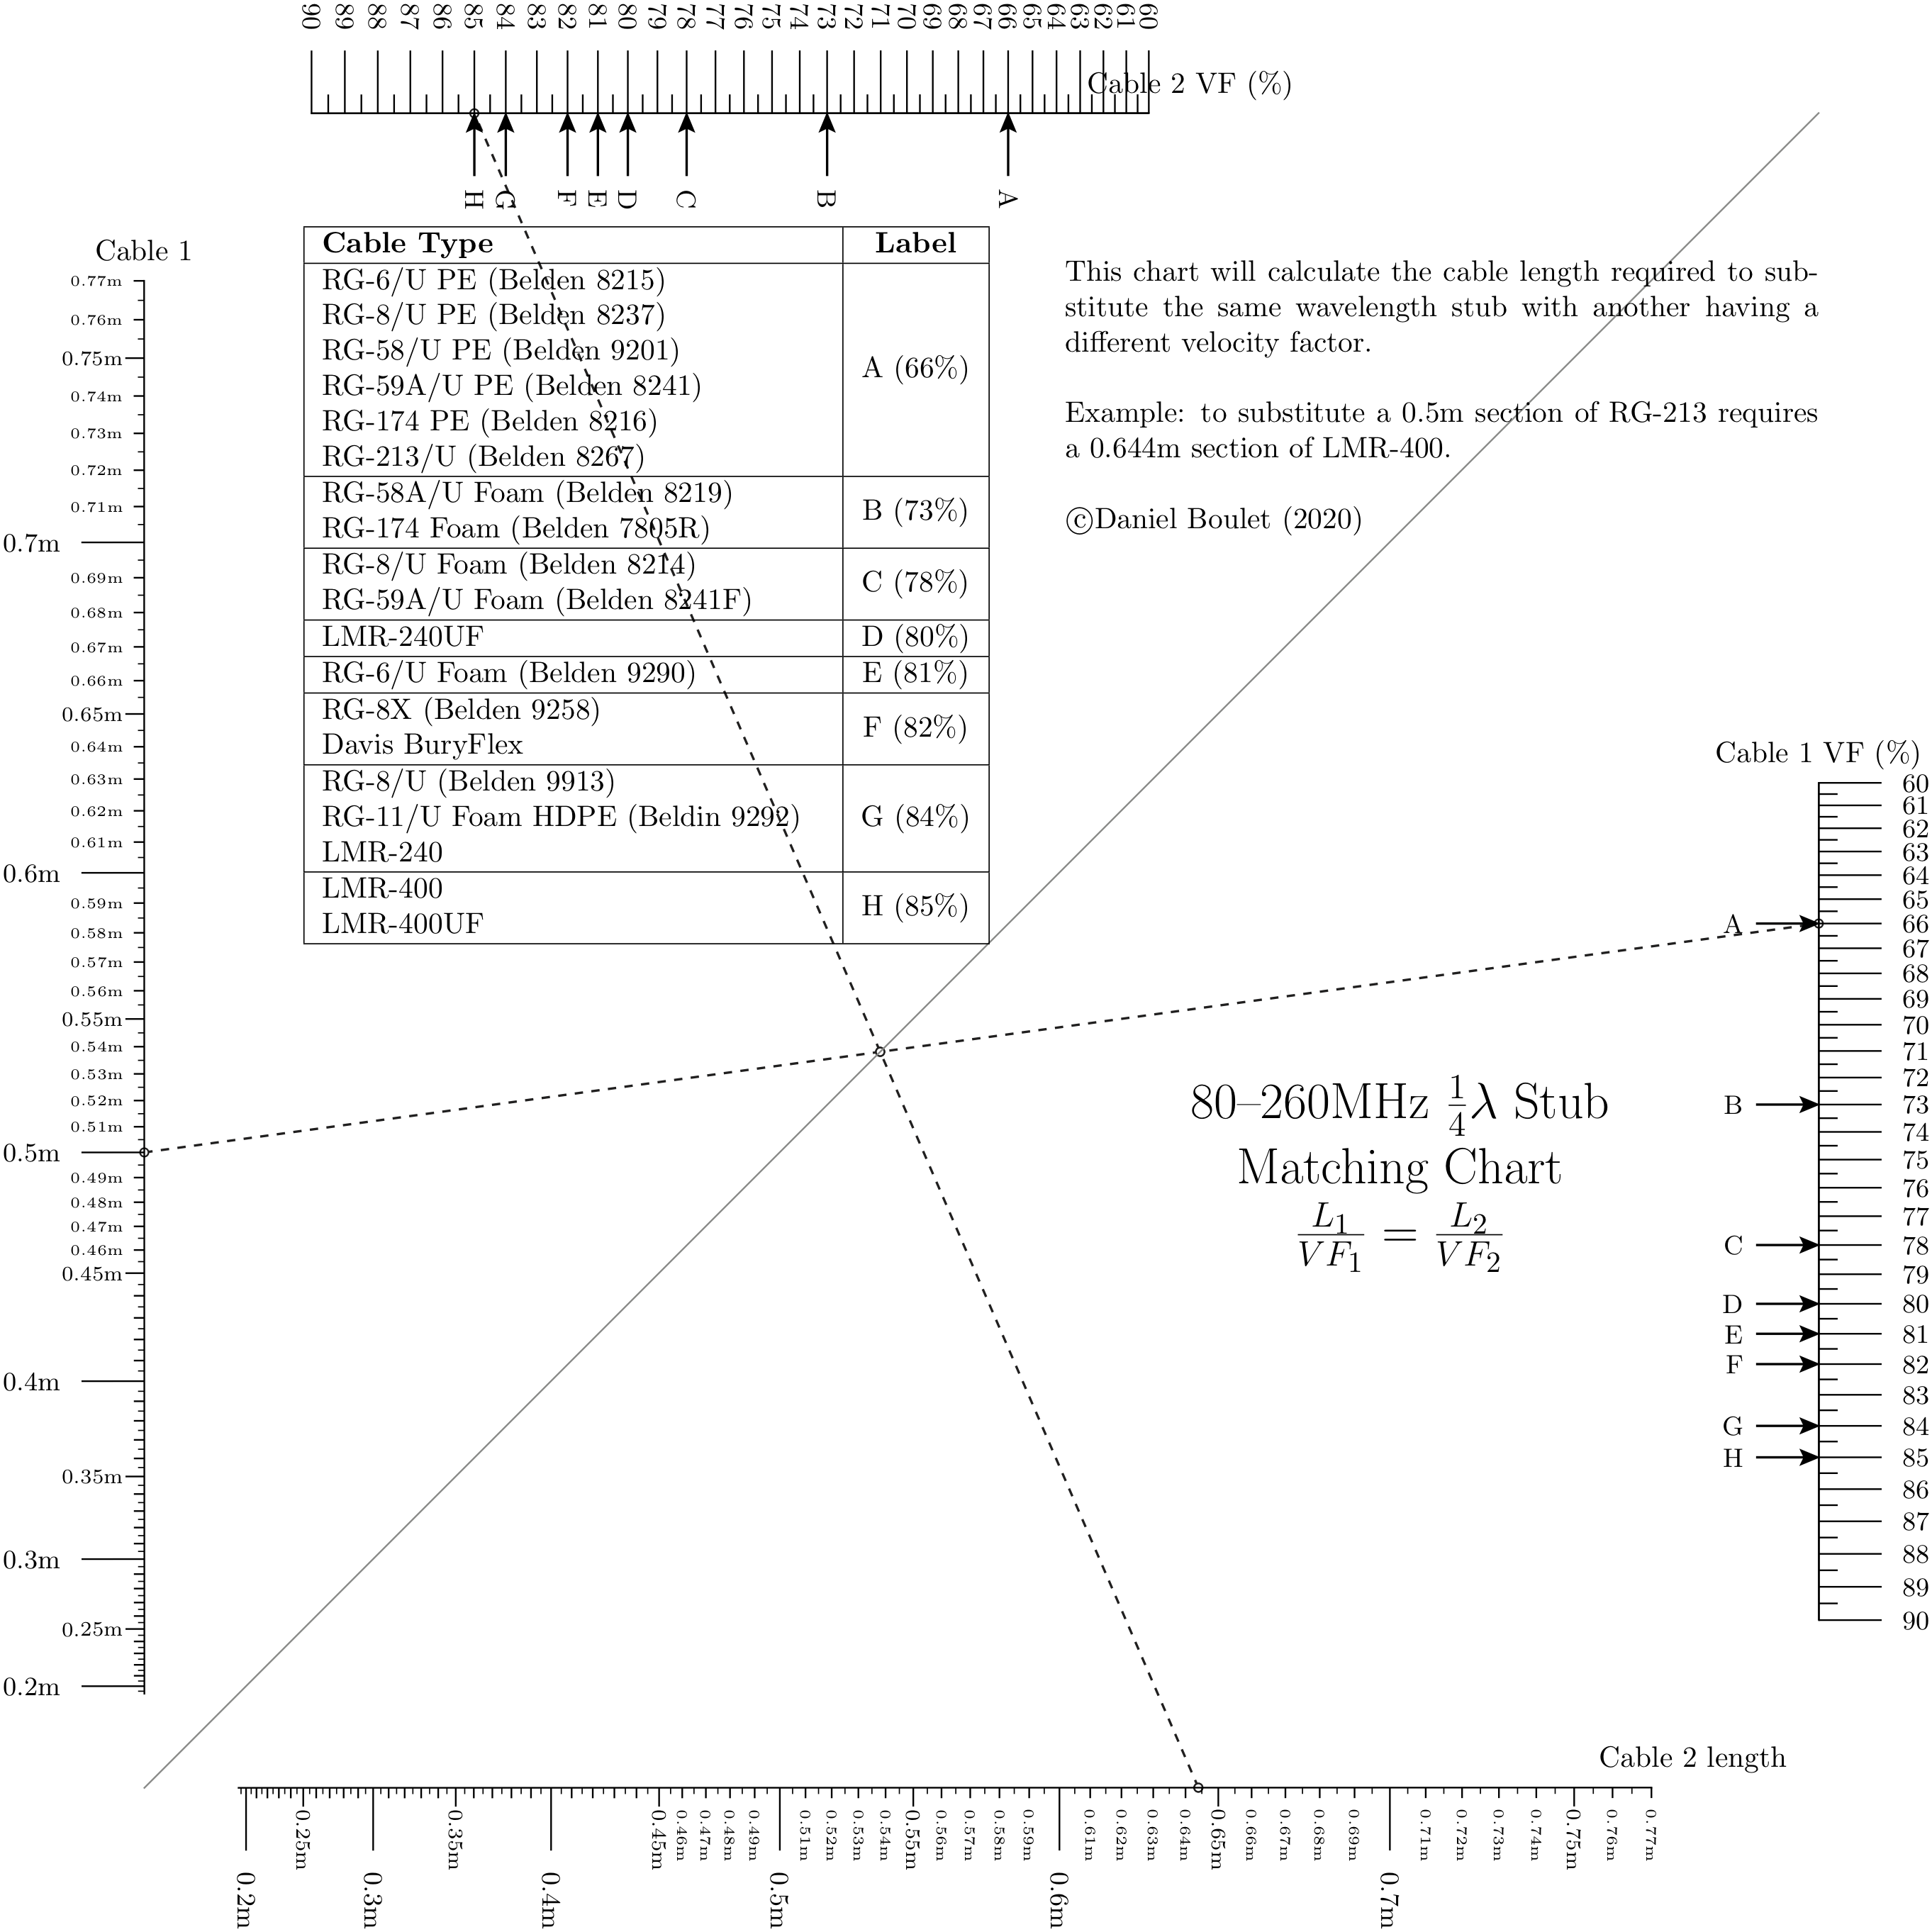 90 89 88 87 86 85 84 83 82 81 80 79 78 77 76 75 74 73 72 71 70 69 68 67 66 65 64 63 62 61 60
Cable 2 VF (%)
H G F E D C B A
Cable 1
0.77m
0.76m
0.75m
0.74m
0.73m
0.72m
0.71m
0.7m
0.69m
0.68m
0.67m
0.66m
0.65m
0.64m
0.63m
0.62m
0.61m
0.6m
0.59m
0.58m
0.57m
0.56m
0.55m
0.54m
0.53m
0.52m
0.51m
0.5m
0.49m
0.48m
0.47m
0.46m
0.45m
0.4m
0.35m
0.3m
0.25m
0.2m
Cable Type Label
RG-6/U PE (Belden 8215)
RG-8/U PE (Belden 8237)
RG-58/U PE (Belden 9201)
RG-59A/U PE (Belden 8241)
RG-174 PE (Belden 8216)
RG-213/U (Belden 8267)
A (66%)
RG-58A/U Foam (Belden 8219)
RG-174 Foam (Belden 7805R)
B (73%)
RG-8/U Foam (Belden 8214)
RG-59A/U Foam (Belden 8241F)
C (78%)
LMR-240UF D (80%)
RG-6/U Foam (Belden 9290) E (81%)
RG-8X (Belden 9258)
Davis BuryFlex
F (82%)
RG-8/U (Belden 9913)
RG-11/U Foam HDPE (Beldin 9292)
LMR-240
G (84%)
LMR-400
LMR-400UF
H (85%)
This chart will calculate the cable length required to sub-
stitute the same wavelength stub with another having a
different velocity factor.
Example: to substitute a 0.5m section of RG-213 requires
a 0.644m section of LMR-400.
©Daniel Boulet (2020)
80–260MHz 1/4 λ Stub
Matching Chart
L1/VF1 = L2/VF2
Cable 1 VF (%)
60
61
62
63
64
65
A 66
67
68
69
70
71
72
B 73
74
75
76
77
C 78
79
D 80
E 81
F 82
83
G 84
H 85
86
87
88
89
90
Cable 2 length
0.2m 0.25m 0.3m 0.35m 0.4m 0.45m 0.46m 0.47m 0.48m 0.49m 0.5m 0.51m 0.52m 0.53m 0.54m 0.55m 0.56m 0.57m 0.58m 0.59m 0.6m 0.61m 0.62m 0.63m 0.64m 0.65m 0.66m 0.67m 0.68m 0.69m 0.7m 0.71m 0.72m 0.73m 0.74m 0.75m 0.76m 0.77m